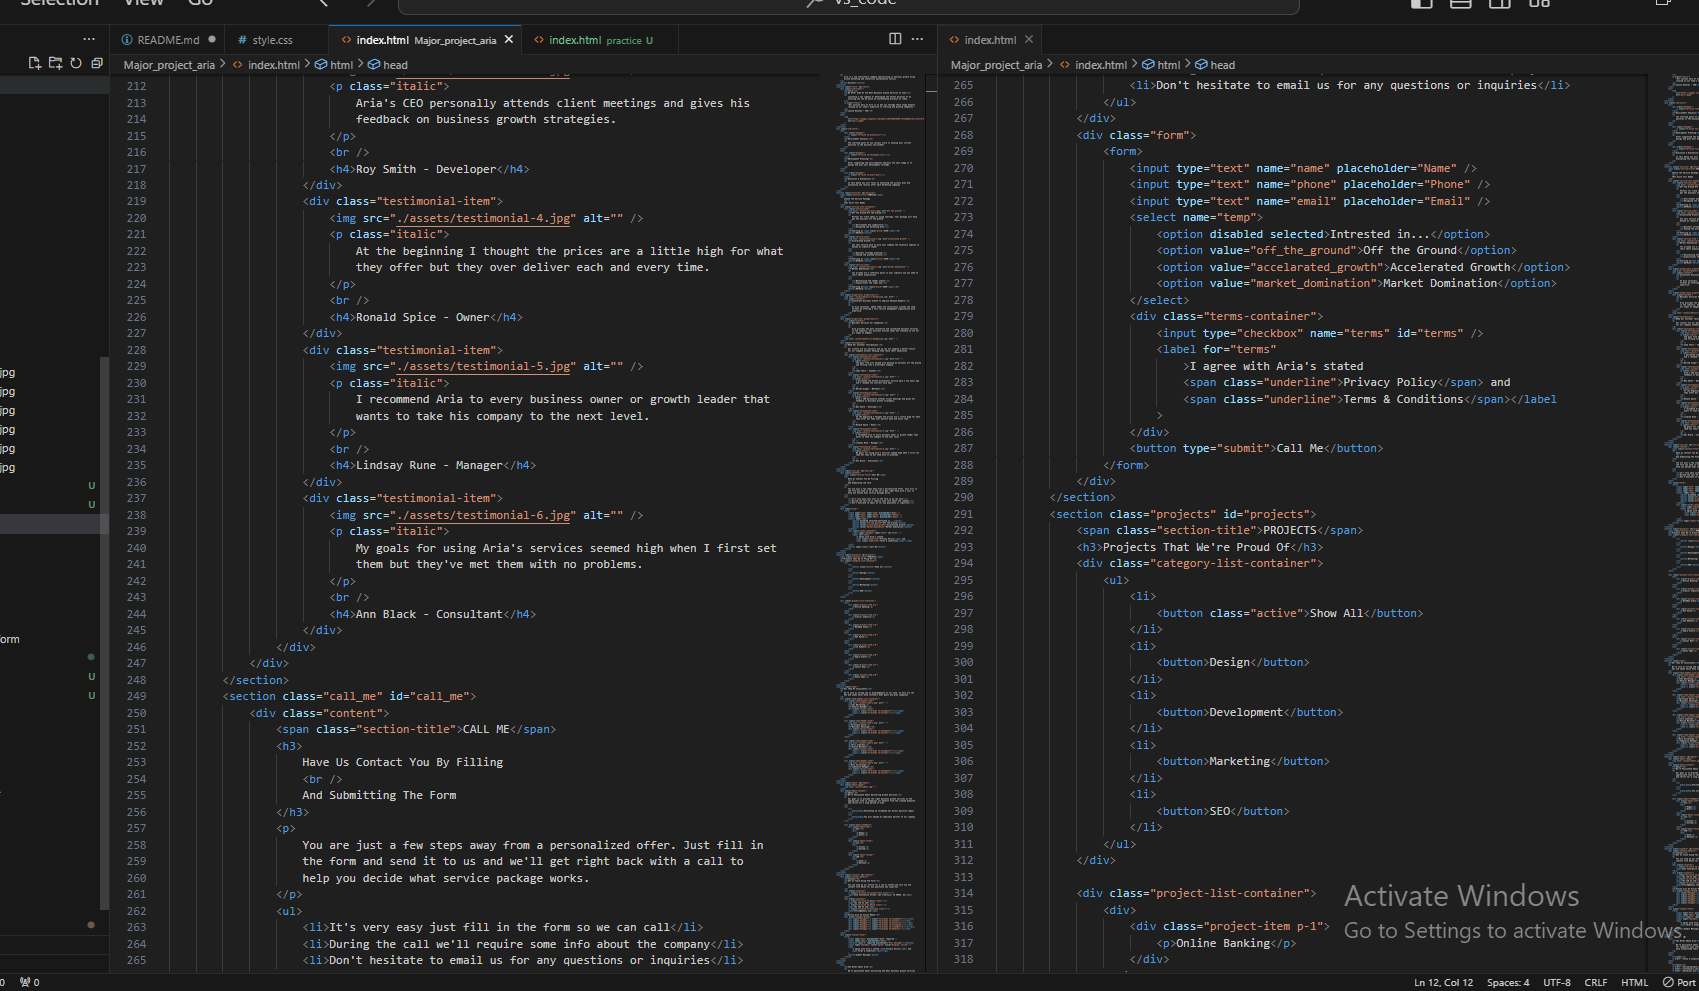 Selection View Go
vs_code
README.md
# style.css
index.html Major_project_aria
index.html practice U
index.html
Major_project_aria > index.html > html > head
Major_project_aria > index.html > html > head
jpg
jpg
jpg
jpg
jpg
jpg
U
U
orm
U
U
212 <p class="italic">
213 Aria's CEO personally attends client meetings and gives his
214 feedback on business growth strategies.
215 </p>
216 <br />
217 <h4>Roy Smith - Developer</h4>
218 </div>
219 <div class="testimonial-item">
220 <img src="./assets/testimonial-4.jpg" alt="" />
221 <p class="italic">
222 At the beginning I thought the prices are a little high for what
223 they offer but they over deliver each and every time.
224 </p>
225 <br />
226 <h4>Ronald Spice - Owner</h4>
227 </div>
228 <div class="testimonial-item">
229 <img src="./assets/testimonial-5.jpg" alt="" />
230 <p class="italic">
231 I recommend Aria to every business owner or growth leader that
232 wants to take his company to the next level.
233 </p>
234 <br />
235 <h4>Lindsay Rune - Manager</h4>
236 </div>
237 <div class="testimonial-item">
238 <img src="./assets/testimonial-6.jpg" alt="" />
239 <p class="italic">
240 My goals for using Aria's services seemed high when I first set
241 them but they've met them with no problems.
242 </p>
243 <br />
244 <h4>Ann Black - Consultant</h4>
245 </div>
246 </div>
247 </div>
248 </section>
249 <section class="call_me" id="call_me">
250 <div class="content">
251 <span class="section-title">CALL ME</span>
252 <h3>
253 Have Us Contact You By Filling
254 <br />
255 And Submitting The Form
256 </h3>
257 <p>
258 You are just a few steps away from a personalized offer. Just fill in
259 the form and send it to us and we'll get right back with a call to
260 help you decide what service package works.
261 </p>
262 <ul>
263 <li>It's very easy just fill in the form so we can call</li>
264 <li>During the call we'll require some info about the company</li>
265 <li>Don't hesitate to email us for any questions or inquiries</li>
265 <li>Don't hesitate to email us for any questions or inquiries</li>
266 </ul>
267 </div>
268 <div class="form">
269 <form>
270 <input type="text" name="name" placeholder="Name" />
271 <input type="text" name="phone" placeholder="Phone" />
272 <input type="text" name="email" placeholder="Email" />
273 <select name="temp">
274 <option disabled selected>Intrested in...</option>
275 <option value="off_the_ground">Off the Ground</option>
276 <option value="accelarated_growth">Accelerated Growth</option>
277 <option value="market_domination">Market Domination</option>
278 </select>
279 <div class="terms-container">
280 <input type="checkbox" name="terms" id="terms" />
281 <label for="terms"
282 >I agree with Aria's stated
283 <span class="underline">Privacy Policy</span> and
284 <span class="underline">Terms & Conditions</span></label
285 >
286 </div>
287 <button type="submit">Call Me</button>
288 </form>
289 </div>
290 </section>
291 <section class="projects" id="projects">
292 <span class="section-title">PROJECTS</span>
293 <h3>Projects That We're Proud Of</h3>
294 <div class="category-list-container">
295 <ul>
296 <li>
297 <button class="active">Show All</button>
298 </li>
299 <li>
300 <button>Design</button>
301 </li>
302 <li>
303 <button>Development</button>
304 </li>
305 <li>
306 <button>Marketing</button>
307 </li>
308 <li>
309 <button>SEO</button>
310 </li>
311 </ul>
312 </div>
313
314 <div class="project-list-container">
315 <div>
316 <div class="project-item p-1">
317 <p>Online Banking</p>
318 </div>
Activate Windows
Go to Settings to activate Windows.
0 0 Ln 12, Col 12 Spaces: 4 UTF-8 CRLF HTML Port